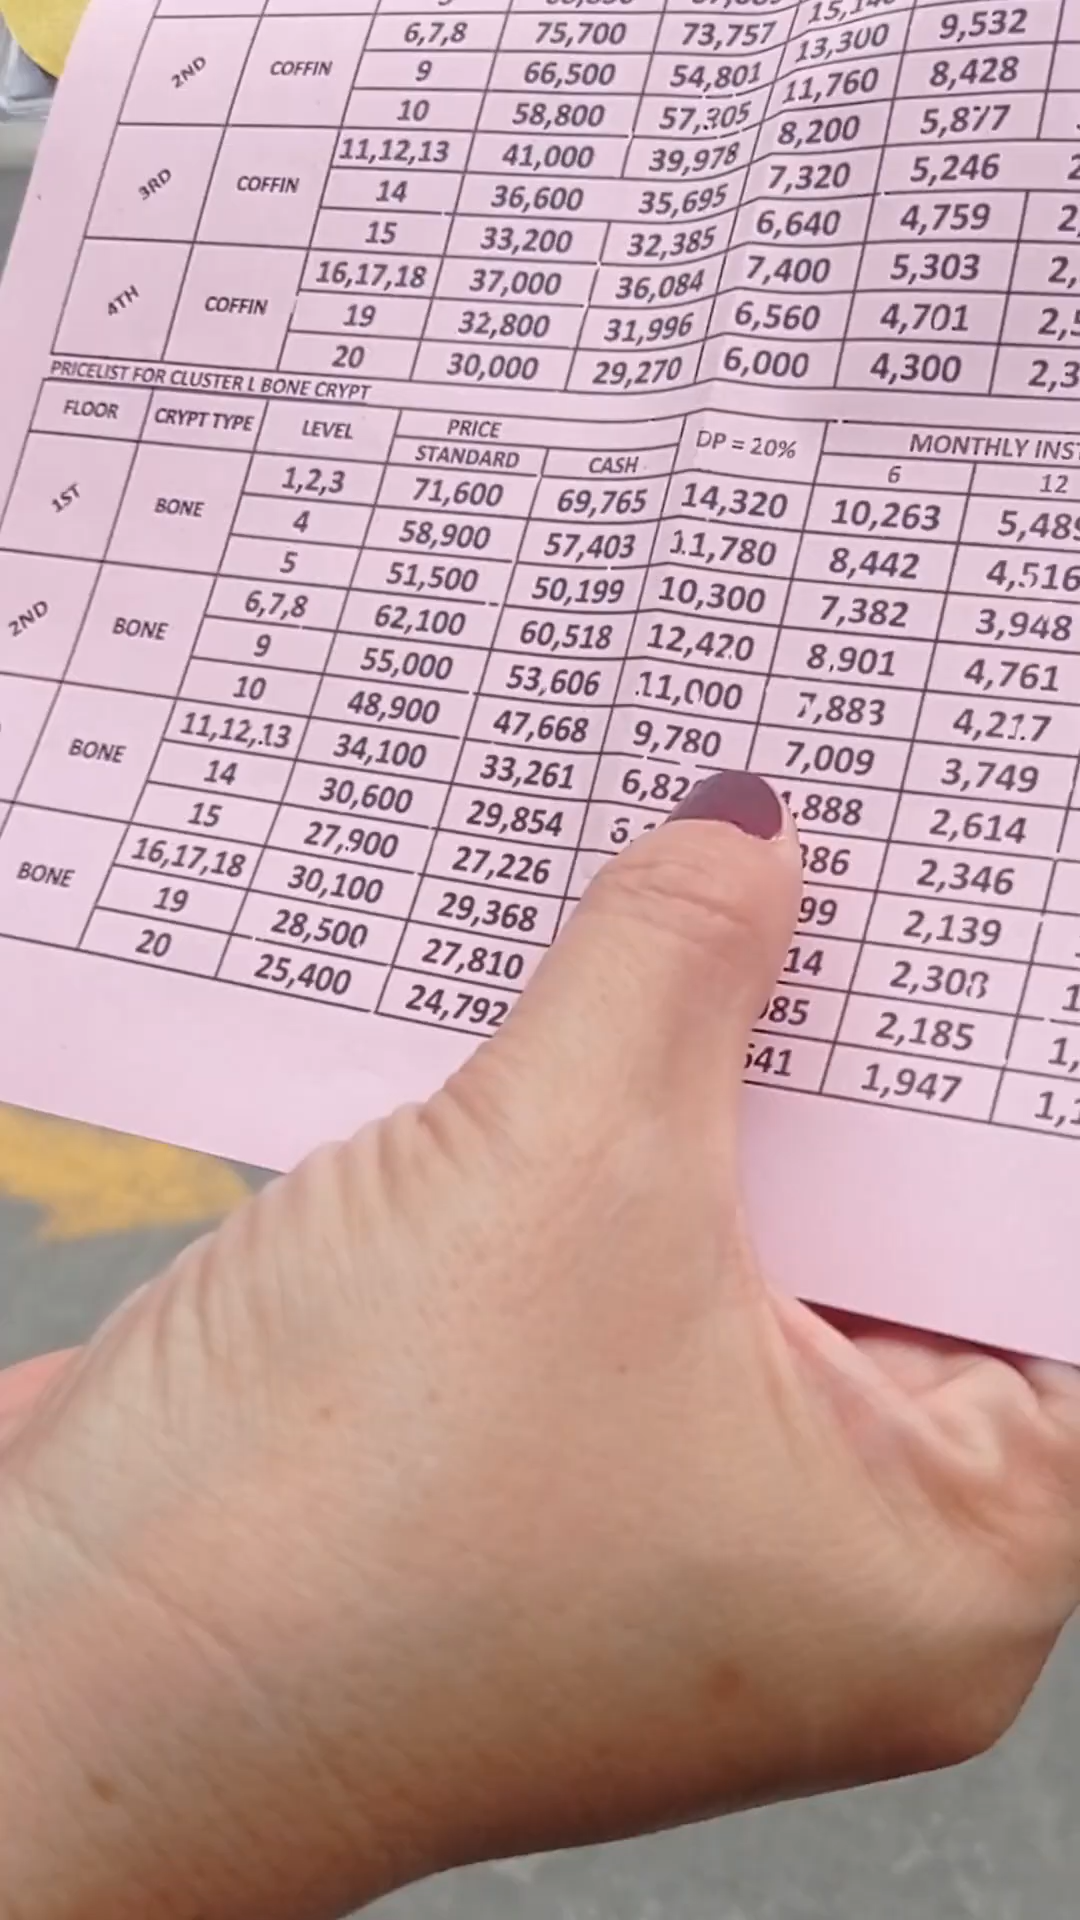 6,7,8 75,700 73,757 9,532
2ND COFFIN 9 66,500 54,801 13,300 8,428
10 58,800 57,305 11,760 5,877
11,12,13 41,000 39,978 8,200 5,246
3RD COFFIN 14 36,600 35,695 7,320 4,759
15 33,200 32,385 6,640 5,303
16,17,18 37,000 36,084 7,400 4,701
4TH COFFIN 19 32,800 31,996 6,560 4,300
20 30,000 29,270 6,000
PRICELIST FOR CLUSTER L BONE CRYPT
FLOOR CRYPT TYPE LEVEL PRICE DP = 20% MONTHLY
STANDARD CASH 6 12
1ST BONE 1,2,3 71,600 69,765 14,320 10,263
4 58,900 57,403 11,780 8,442 4,516
5 51,500 50,199 10,300 7,382 3,948
2ND BONE 6,7,8 62,100 60,518 12,420 8,901 4,761
9 55,000 53,606 11,000 7,883 4,217
10 48,900 47,668 9,780 7,009 3,749
BONE 11,12,13 34,100 33,261 2,614
14 30,600 29,854 2,346
15 27,900 27,226 2,139
BONE 16,17,18 30,100 29,368 2,308
19 28,500 27,810 2,185
20 25,400 24,792 1,947